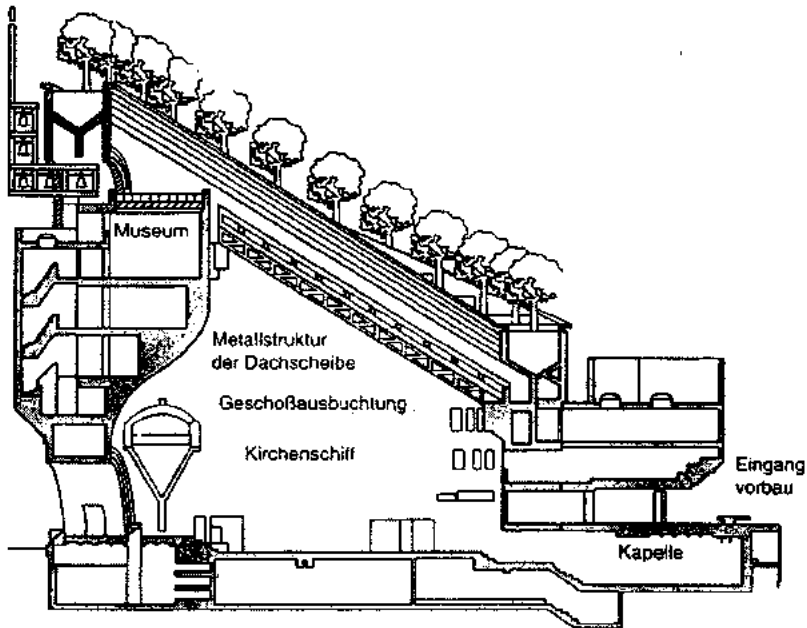 Museum
Metallstruktur
der Dachscheibe
Geschoßausbuchtung
Kirchenschiff
Eingang
vorbau
Kapelle